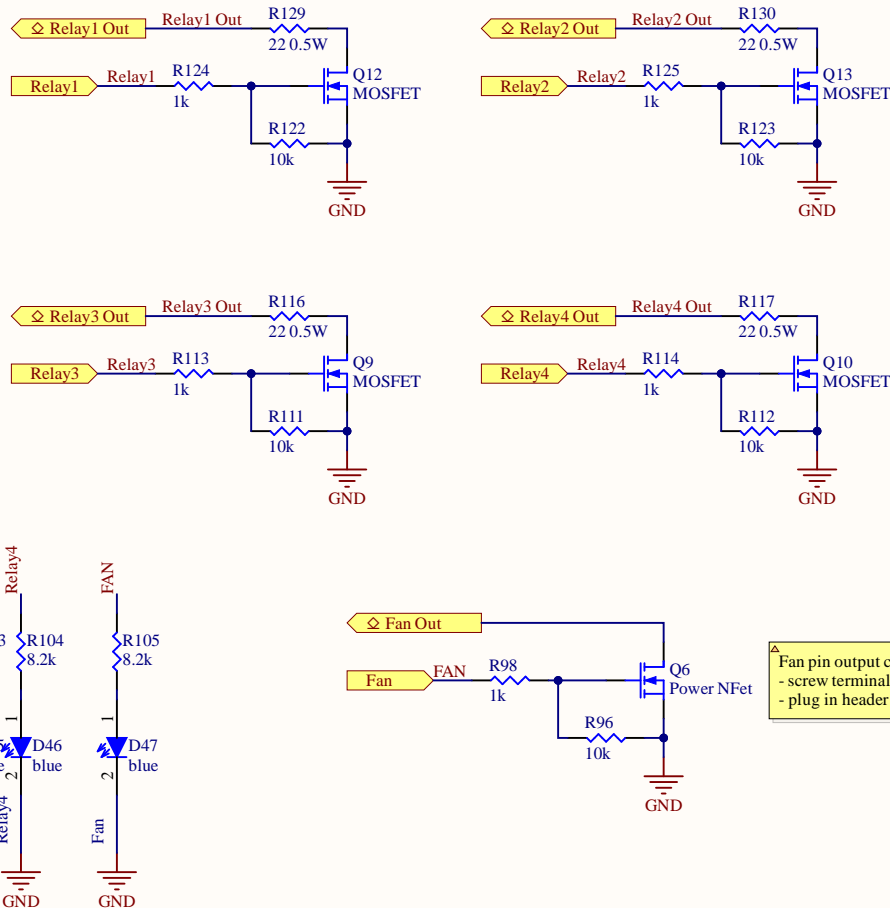 R129
Relay1 Out
Relay1 Out
22 0.5W
Relay1
Relay1
R124
1k
Q12
MOSFET
R122
10k
GND
R130
Relay2 Out
Relay2 Out
22 0.5W
Relay2
Relay2
R125
1k
Q13
MOSFET
R123
10k
GND
R116
Relay3 Out
Relay3 Out
22 0.5W
Relay3
Relay3
R113
1k
Q9
MOSFET
R111
10k
GND
R117
Relay4 Out
Relay4 Out
22 0.5W
Relay4
Relay4
R114
1k
Q10
MOSFET
R112
10k
GND
Relay4
3
R104
8.2k
1
D46
blue
2
Relay4
GND
FAN
R105
8.2k
1
D47
blue
2
Fan
GND
Fan Out
Fan
FAN
R98
1k
Q6
Power NFet
R96
10k
GND
Fan pin output c
- screw terminal
- plug in header